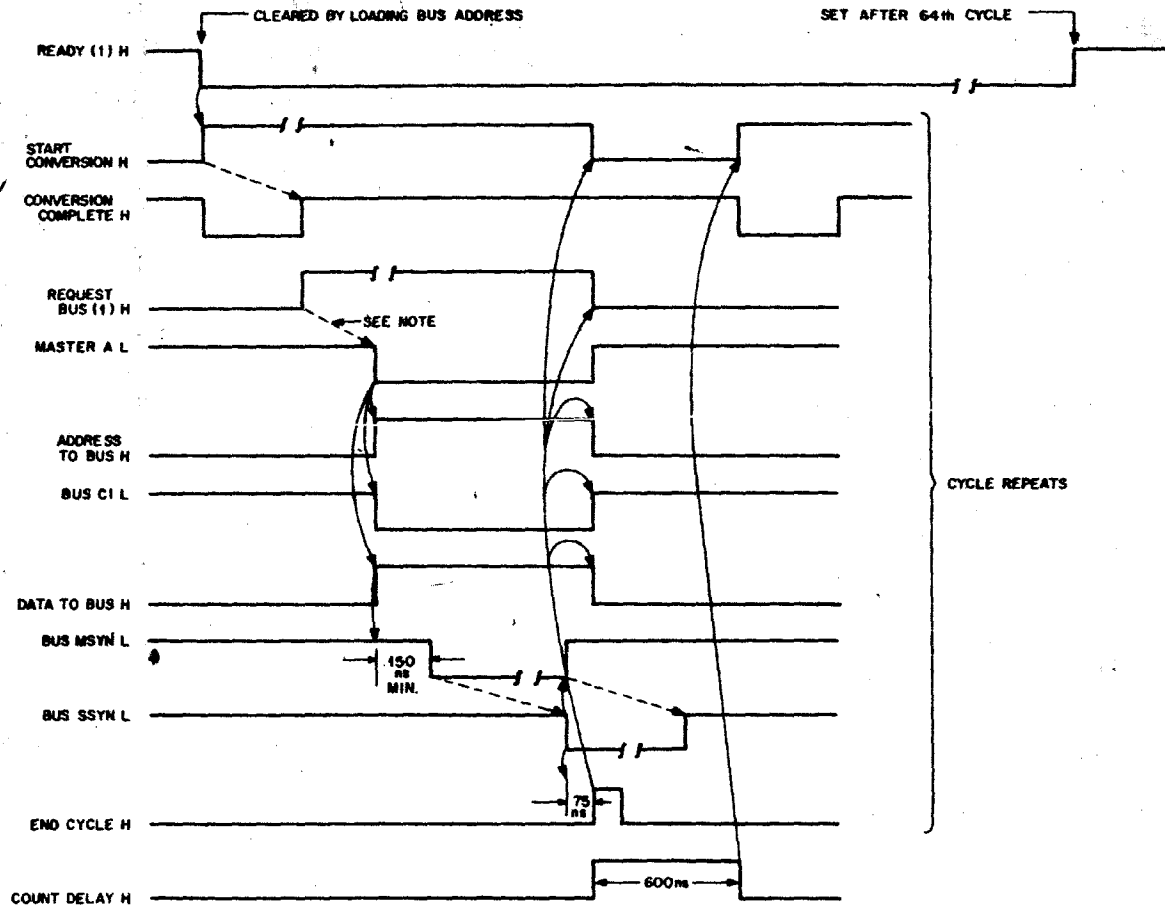 CLEARED BY LOADING BUS ADDRESS
SET AFTER 64th CYCLE
READY (1) H
START
CONVERSION H
CONVERSION
COMPLETE H
REQUEST
BUS (1) H
SEE NOTE
MASTER A L
ADDRESS
TO BUS H
BUS C1 L
CYCLE REPEATS
DATA TO BUS H
BUS MSYN L
150
ns
MIN.
BUS SSYN L
75
ns
END CYCLE H
600ns
COUNT DELAY H